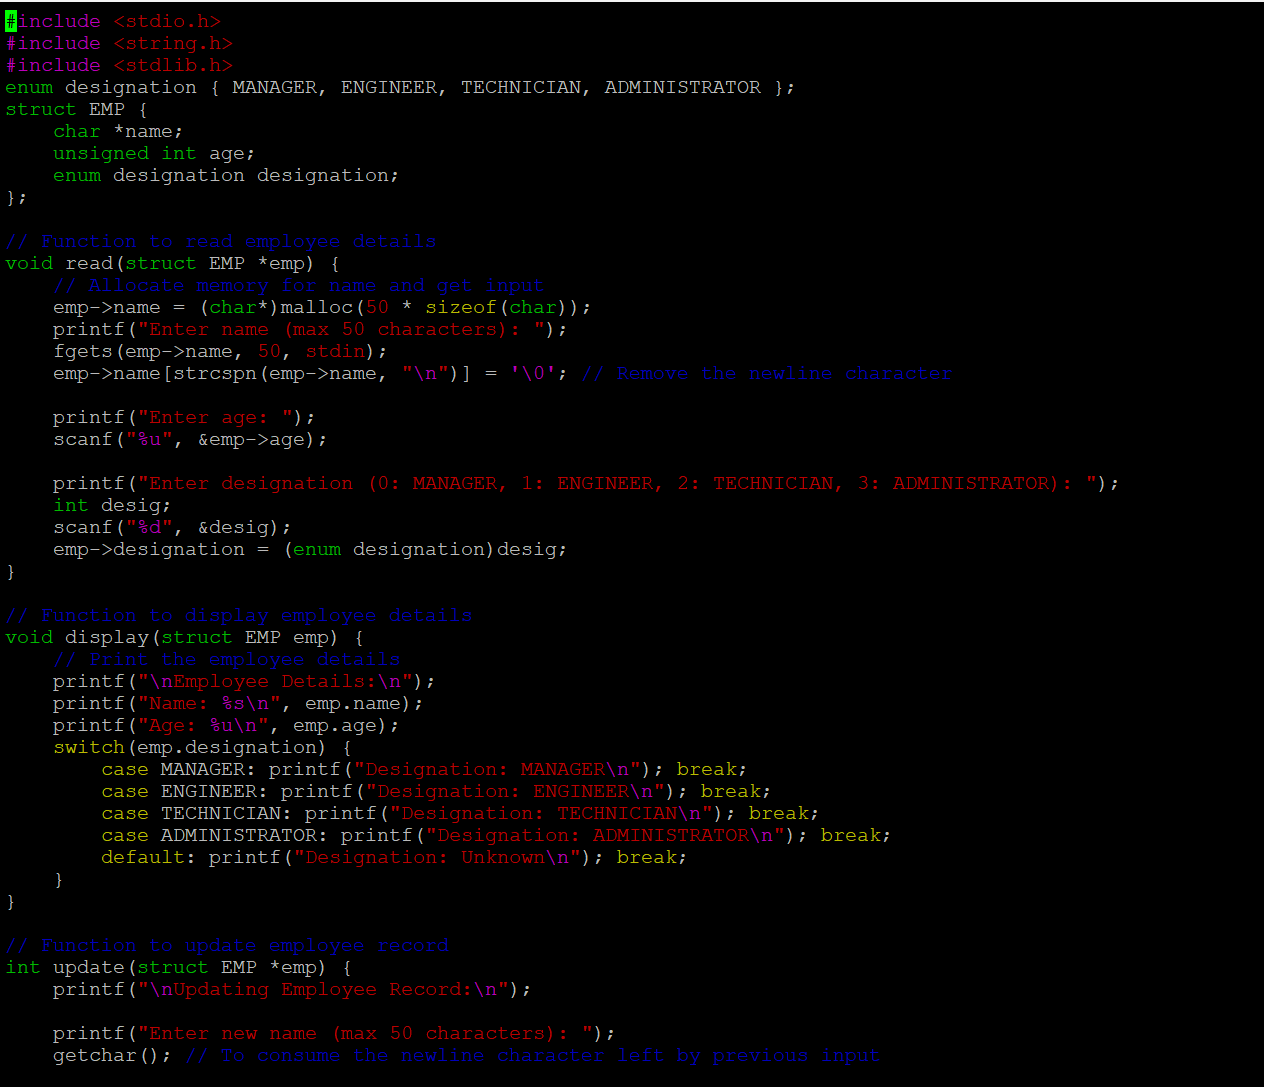 #include <stdio.h>
#include <string.h>
#include <stdlib.h>
enum designation { MANAGER, ENGINEER, TECHNICIAN, ADMINISTRATOR };
struct EMP {
    char *name;
    unsigned int age;
    enum designation designation;
};

// Function to read employee details
void read(struct EMP *emp) {
    // Allocate memory for name and get input
    emp->name = (char*)malloc(50 * sizeof(char));
    printf("Enter name (max 50 characters): ");
    fgets(emp->name, 50, stdin);
    emp->name[strcspn(emp->name, "\n")] = '\0'; // Remove the newline character

    printf("Enter age: ");
    scanf("%u", &emp->age);

    printf("Enter designation (0: MANAGER, 1: ENGINEER, 2: TECHNICIAN, 3: ADMINISTRATOR): ");
    int desig;
    scanf("%d", &desig);
    emp->designation = (enum designation)desig;
}

// Function to display employee details
void display(struct EMP emp) {
    // Print the employee details
    printf("\nEmployee Details:\n");
    printf("Name: %s\n", emp.name);
    printf("Age: %u\n", emp.age);
    switch(emp.designation) {
        case MANAGER: printf("Designation: MANAGER\n"); break;
        case ENGINEER: printf("Designation: ENGINEER\n"); break;
        case TECHNICIAN: printf("Designation: TECHNICIAN\n"); break;
        case ADMINISTRATOR: printf("Designation: ADMINISTRATOR\n"); break;
        default: printf("Designation: Unknown\n"); break;
    }
}

// Function to update employee record
int update(struct EMP *emp) {
    printf("\nUpdating Employee Record:\n");

    printf("Enter new name (max 50 characters): ");
    getchar(); // To consume the newline character left by previous input